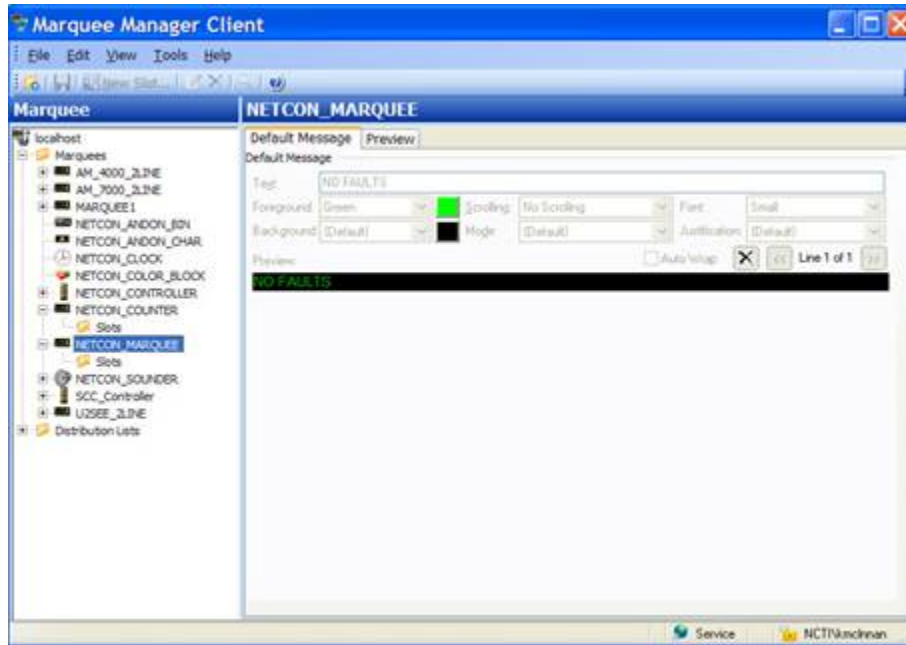 Marquee Manager Client
File Edit View Tools Help
New Slot...
Marquee
NETCON_MARQUEE
localhost
Marquees
AM_4000_2LINE
AM_7000_2LINE
MARQUEE1
NETCON_ANDON_BIN
NETCON_ANDON_CHAR
NETCON_CLOCK
NETCON_COLOR_BLOCK
NETCON_CONTROLLER
NETCON_COUNTER
Slots
NETCON_MARQUEE
Slots
NETCON_SOUNDER
SCC_Controller
U2SEE_2LINE
Distribution Lists
Default Message Preview
Default Message
Text: NO FAULTS
Foreground: Green Scrolling: No Scrolling Font: Small
Background: (Default) Mode: (Default) Justification: (Default)
Preview: Auto Wrap X << Line 1 of 1 >>
NO FAULTS
Service